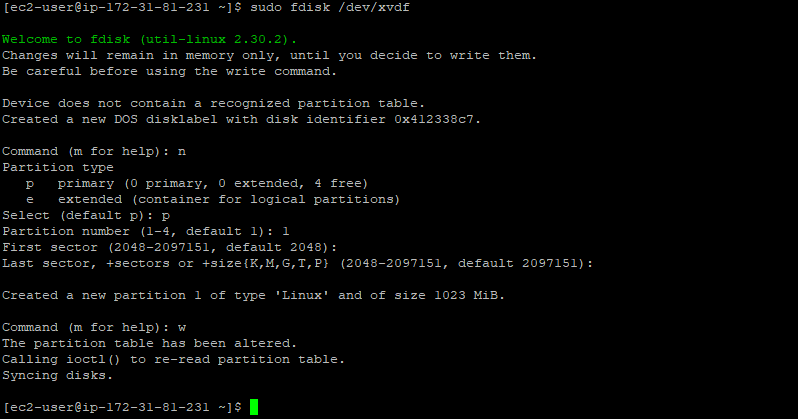 [ec2-user@ip-172-31-81-231 ~]$ sudo fdisk /dev/xvdf
Welcome to fdisk (util-linux 2.30.2).
Changes will remain in memory only, until you decide to write them.
Be careful before using the write command.
Device does not contain a recognized partition table.
Created a new DOS disklabel with disk identifier 0x412338c7.
Command (m for help): n
Partition type
   p   primary (0 primary, 0 extended, 4 free)
   e   extended (container for logical partitions)
Select (default p): p
Partition number (1-4, default 1): 1
First sector (2048-2097151, default 2048):
Last sector, +sectors or +size{K,M,G,T,P} (2048-2097151, default 2097151):
Created a new partition 1 of type 'Linux' and of size 1023 MiB.
Command (m for help): w
The partition table has been altered.
Calling ioctl() to re-read partition table.
Syncing disks.
[ec2-user@ip-172-31-81-231 ~]$